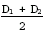 D₁ + D₂
2